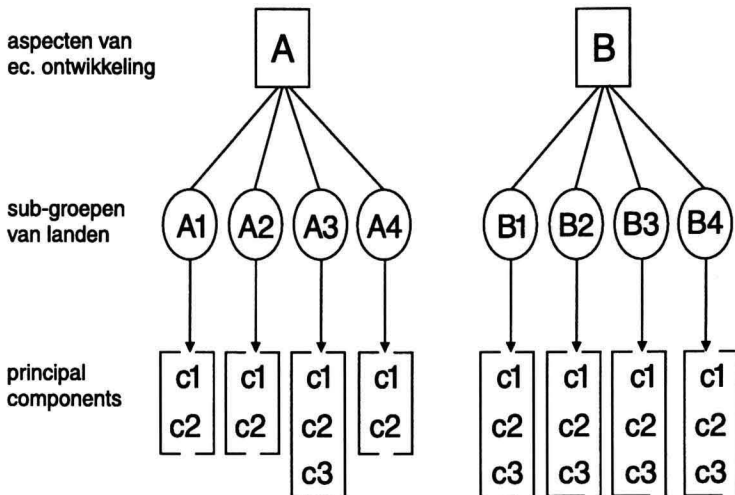 aspecten van
ec. ontwikkeling
A B
sub-groepen
van landen
A1 A2 A3 A4 B1 B2 B3 B4
principal
components
c1 c1 c1 c1 c1 c1 c1 c1
c2 c2 c2 c2 c2 c2 c2 c2
c3 c3 c3 c3 c3